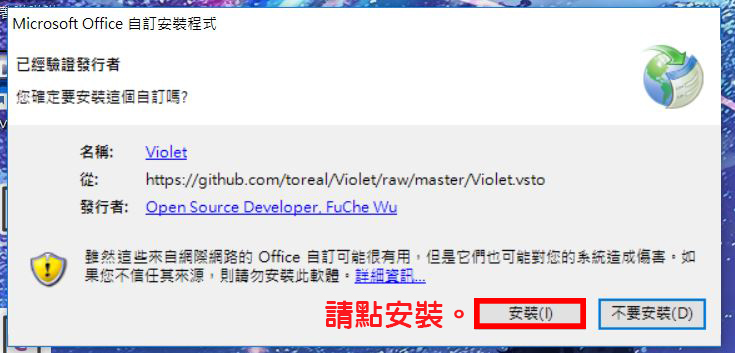 Microsoft Office 自訂安裝程式
已經驗證發行者
您確定要安裝這個自訂嗎?
名稱: Violet
從: https://github.com/toreal/Violet/raw/master/Violet.vsto
發行者: Open Source Developer, FuChe Wu
雖然這些來自網際網路的 Office 自訂可能很有用，但是它們也可能對您的系統造成傷害。如
果您不信任其來源，則請勿安裝此軟體。詳細資訊...
請點安裝。 安裝(I) 不要安裝(D)